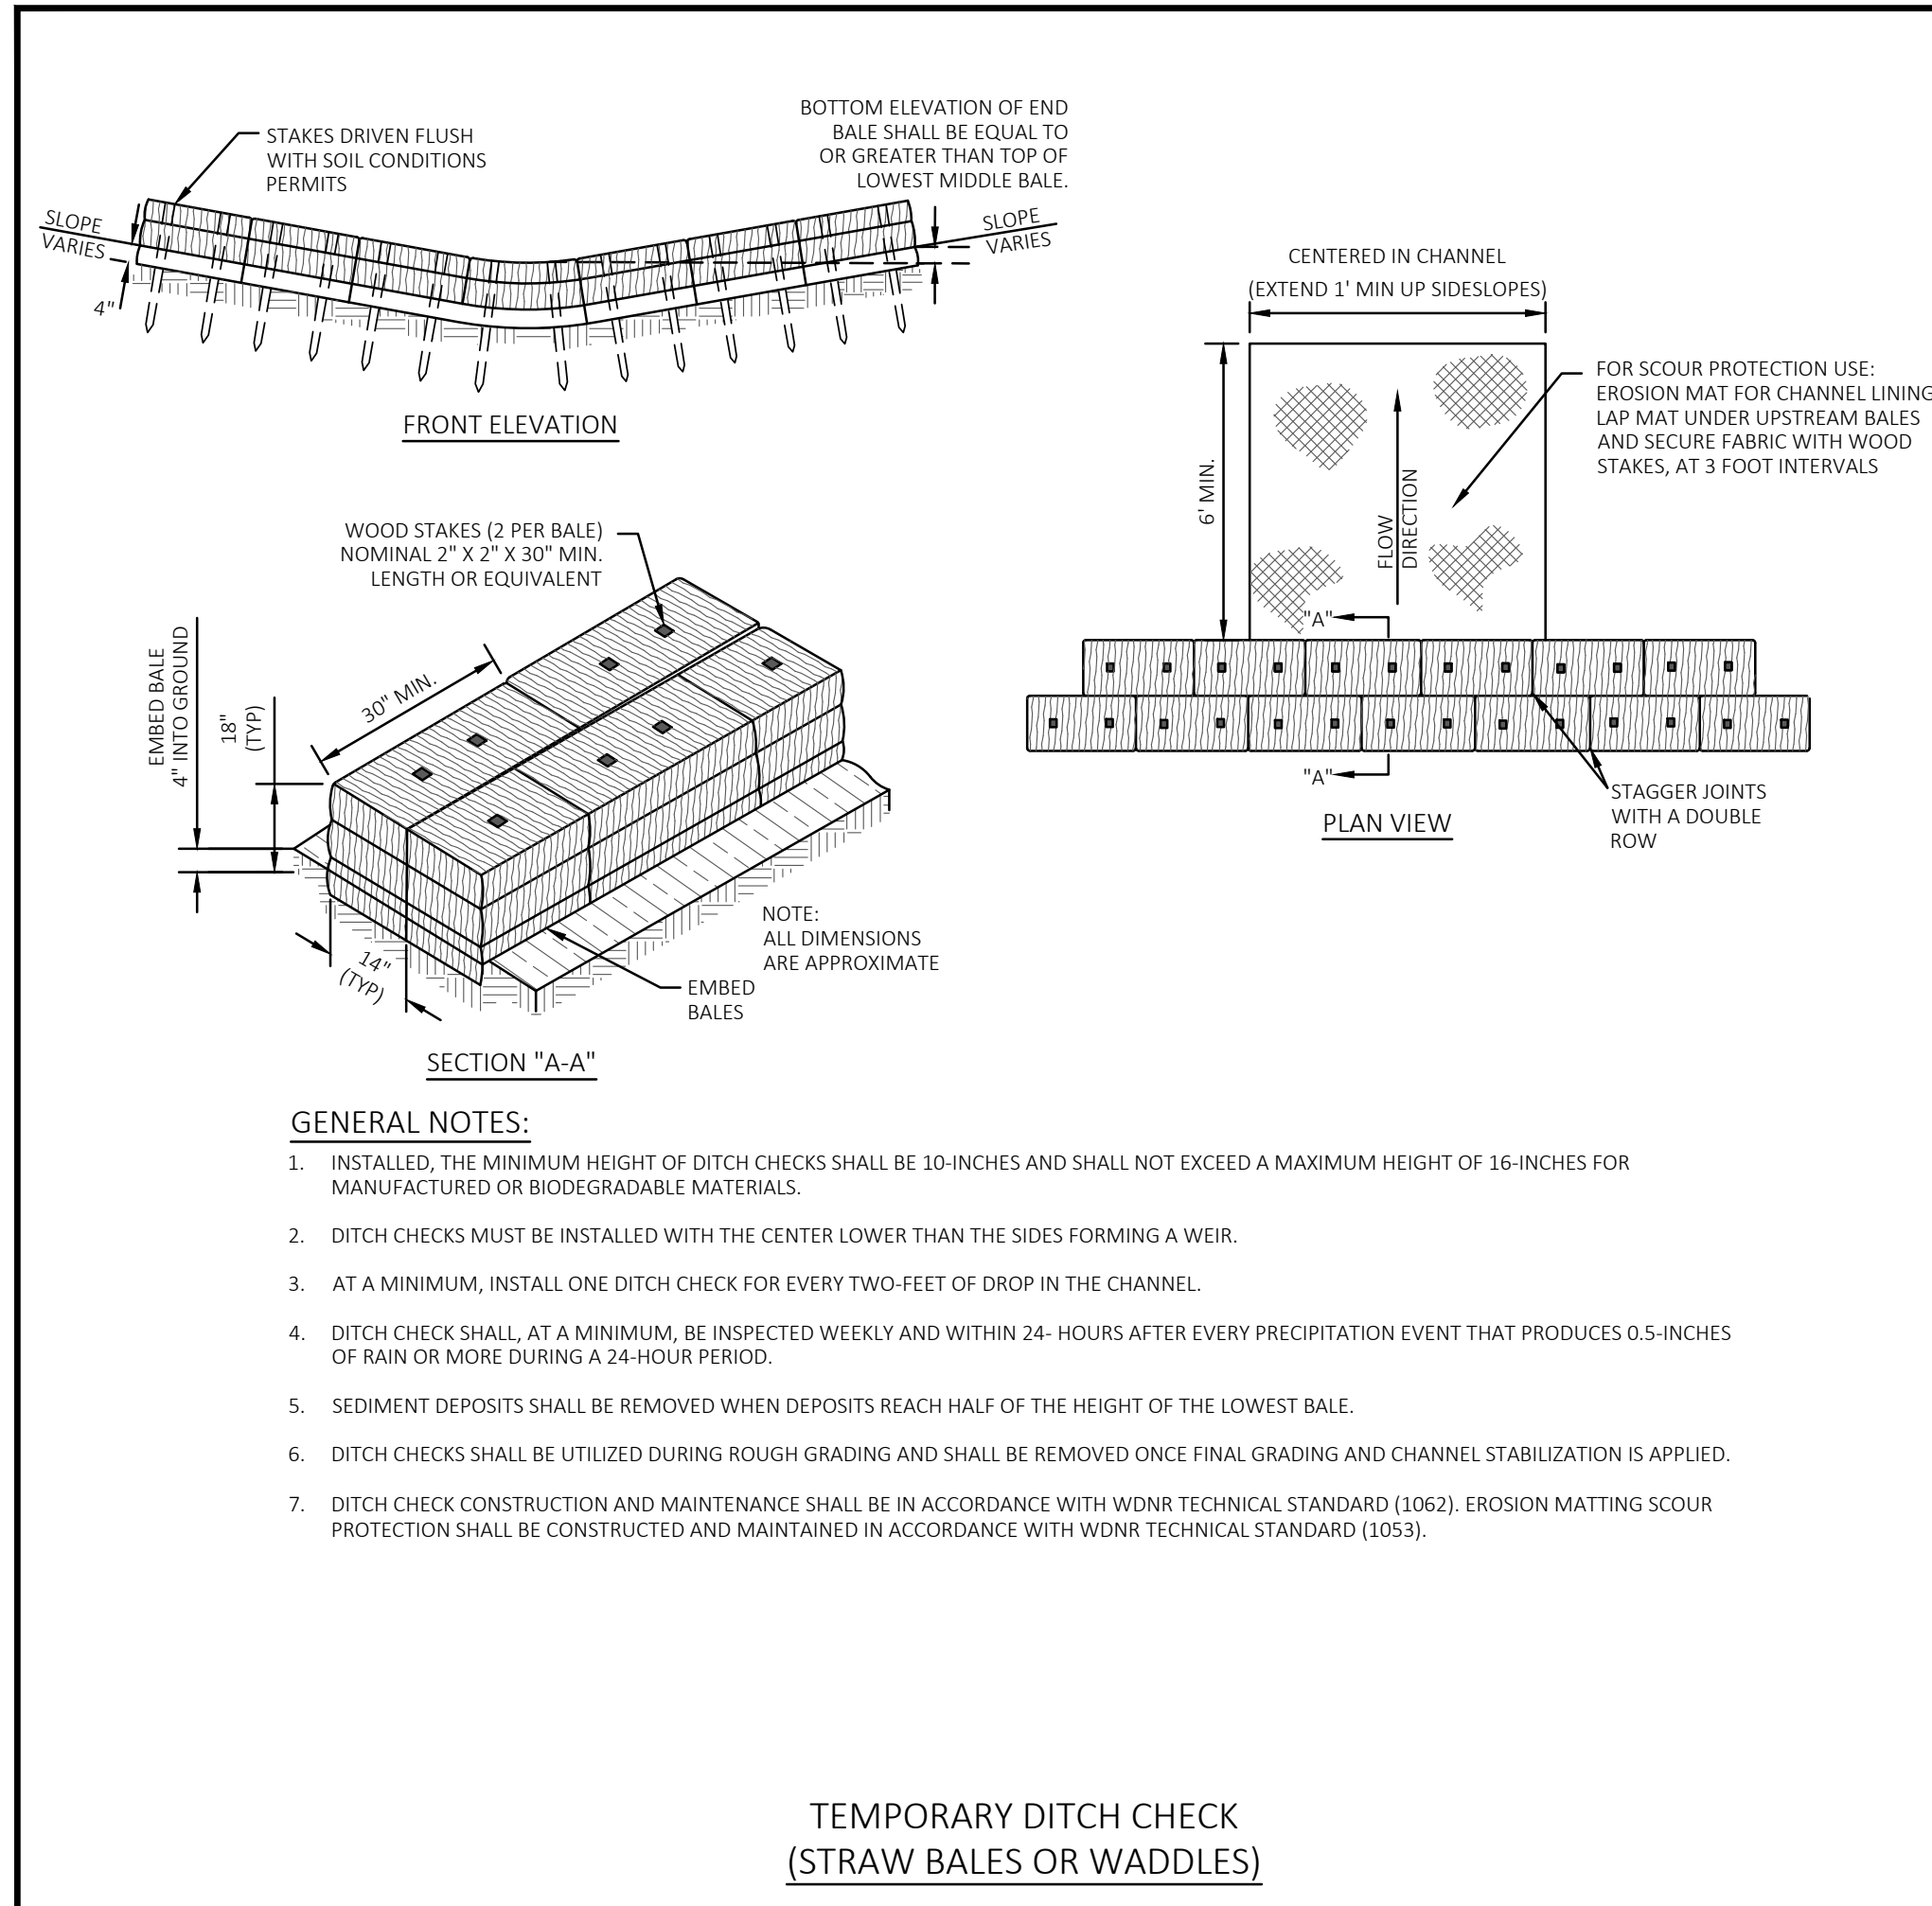 STAKES DRIVEN FLUSH
WITH SOIL CONDITIONS
PERMITS
BOTTOM ELEVATION OF END
BALE SHALL BE EQUAL TO
OR GREATER THAN TOP OF
LOWEST MIDDLE BALE.
SLOPE
VARIES
4"
SLOPE
VARIES
FRONT ELEVATION
CENTERED IN CHANNEL
(EXTEND 1' MIN UP SIDESLOPES)
6' MIN.
FLOW
DIRECTION
FOR SCOUR PROTECTION USE:
EROSION MAT FOR CHANNEL LINING
LAP MAT UNDER UPSTREAM BALES
AND SECURE FABRIC WITH WOOD
STAKES, AT 3 FOOT INTERVALS
"A"
"A"
STAGGER JOINTS
WITH A DOUBLE
ROW
PLAN VIEW
WOOD STAKES (2 PER BALE)
NOMINAL 2" X 2" X 30" MIN.
LENGTH OR EQUIVALENT
EMBED BALE
4" INTO GROUND
18"
(TYP)
30" MIN.
14"
(TYP)
NOTE:
ALL DIMENSIONS
ARE APPROXIMATE
EMBED
BALES
SECTION "A-A"
GENERAL NOTES:
1. INSTALLED, THE MINIMUM HEIGHT OF DITCH CHECKS SHALL BE 10-INCHES AND SHALL NOT EXCEED A MAXIMUM HEIGHT OF 16-INCHES FOR
MANUFACTURED OR BIODEGRADABLE MATERIALS.
2. DITCH CHECKS MUST BE INSTALLED WITH THE CENTER LOWER THAN THE SIDES FORMING A WEIR.
3. AT A MINIMUM, INSTALL ONE DITCH CHECK FOR EVERY TWO-FEET OF DROP IN THE CHANNEL.
4. DITCH CHECK SHALL, AT A MINIMUM, BE INSPECTED WEEKLY AND WITHIN 24- HOURS AFTER EVERY PRECIPITATION EVENT THAT PRODUCES 0.5-INCHES
OF RAIN OR MORE DURING A 24-HOUR PERIOD.
5. SEDIMENT DEPOSITS SHALL BE REMOVED WHEN DEPOSITS REACH HALF OF THE HEIGHT OF THE LOWEST BALE.
6. DITCH CHECKS SHALL BE UTILIZED DURING ROUGH GRADING AND SHALL BE REMOVED ONCE FINAL GRADING AND CHANNEL STABILIZATION IS APPLIED.
7. DITCH CHECK CONSTRUCTION AND MAINTENANCE SHALL BE IN ACCORDANCE WITH WDNR TECHNICAL STANDARD (1062). EROSION MATTING SCOUR
PROTECTION SHALL BE CONSTRUCTED AND MAINTAINED IN ACCORDANCE WITH WDNR TECHNICAL STANDARD (1053).
TEMPORARY DITCH CHECK
(STRAW BALES OR WADDLES)